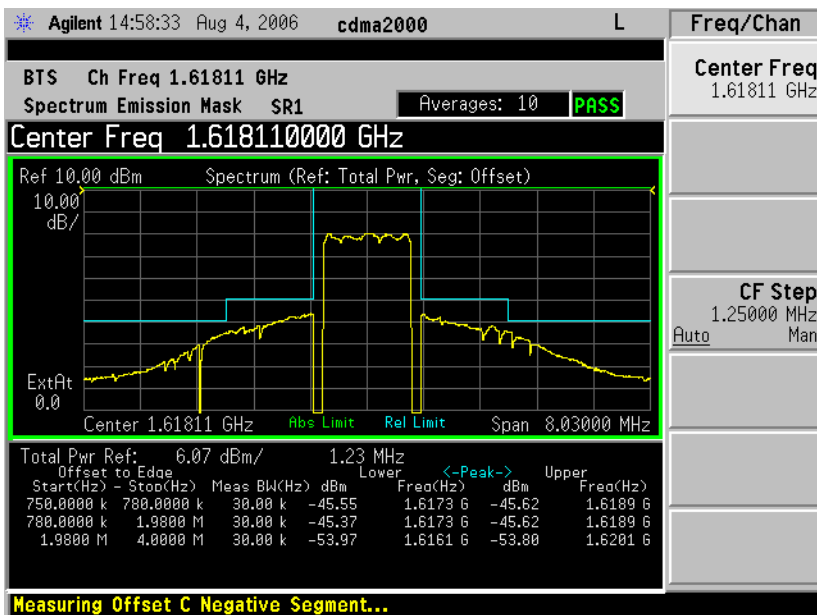 Agilent 14:58:33 Aug 4, 2006 cdma2000 L
Freq/Chan
BTS Ch Freq 1.61811 GHz
Spectrum Emission Mask SR1 Averages: 10 PASS
Center Freq
1.61811 GHz
Center Freq 1.618110000 GHz
Ref 10.00 dBm Spectrum (Ref: Total Pwr, Seg: Offset)
10.00
dB/
CF Step
1.25000 MHz
Auto Man
ExtAt
0.0
Center 1.61811 GHz Abs Limit Rel Limit Span 8.03000 MHz
Total Pwr Ref: 6.07 dBm/ 1.23 MHz
Offset to Edge Lower <-Peak-> Upper
Start(Hz) - Stop(Hz) Meas BW(Hz) dBm Freq(Hz) dBm Freq(Hz)
750.0000 k 780.0000 k 30.00 k -45.55 1.6173 G -45.62 1.6189 G
780.0000 k 1.9800 M 30.00 k -45.37 1.6173 G -45.62 1.6189 G
1.9800 M 4.0000 M 30.00 k -53.97 1.6161 G -53.80 1.6201 G
Measuring Offset C Negative Segment...